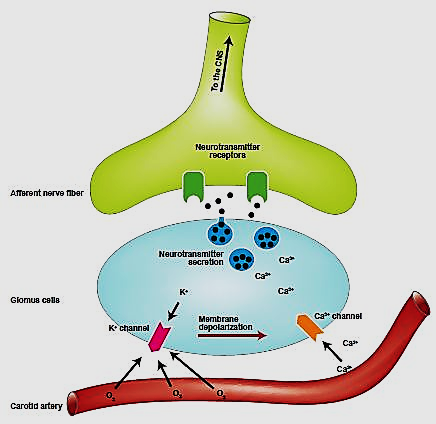 To the CNS
Neurotransmitter
receptors
Afferent nerve fiber
Neurotransmitter
secretion
Ca²⁺
Ca²⁺
Ca²⁺
Glomus cells
K⁺
K⁺ channel
Membrane
depolarization
Ca²⁺ channel
Ca²⁺
Ca²⁺
O₂
O₂
O₂
Carotid artery